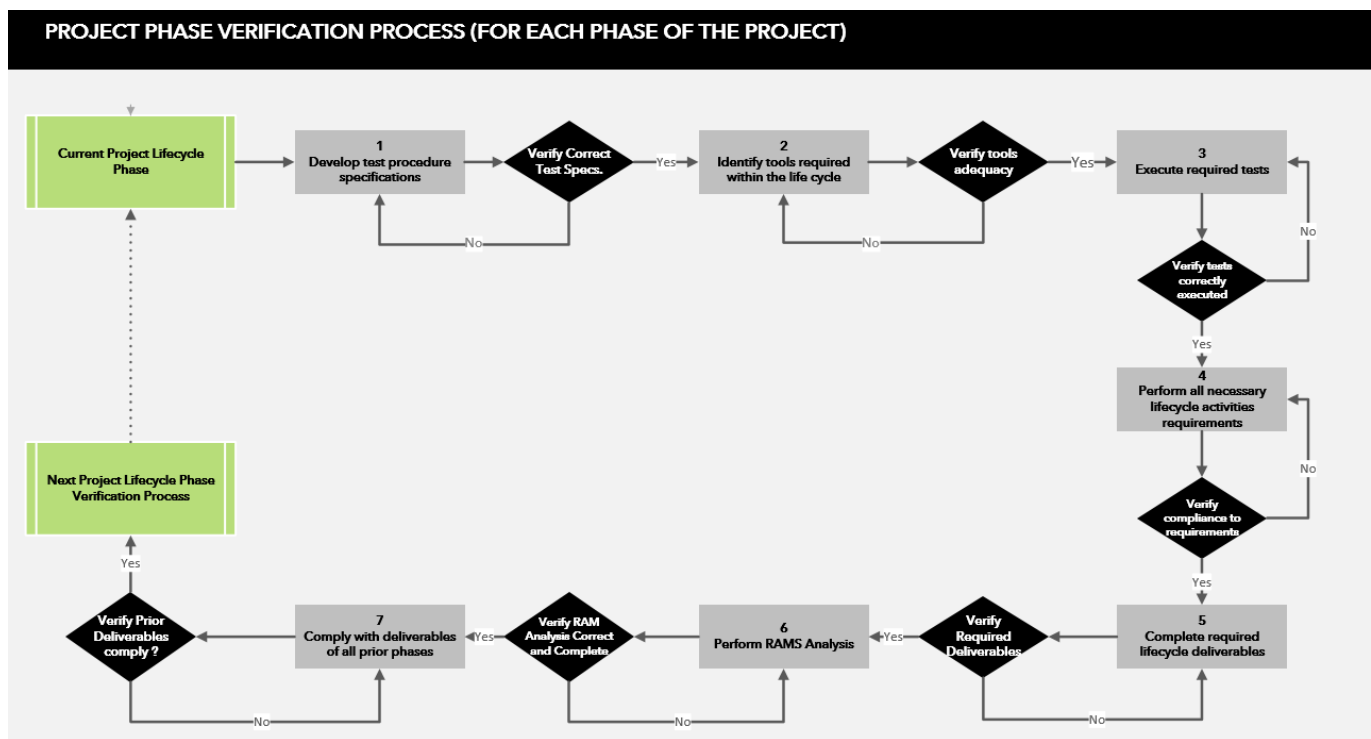 PROJECT PHASE VERIFICATION PROCESS (FOR EACH PHASE OF THE PROJECT)
Current Project Lifecycle
Phase
1
Develop test procedure
specifications
Verify Correct
Test Specs.
Yes
No
2
Identify tools required
within the life cycle
Verify tools
adequacy
Yes
No
3
Execute required tests
No
Verify tests
correctly
executed
Yes
4
Perform all necessary
lifecycle activities
requirements
No
Verify
compliance to
requirements
Yes
5
Complete required
lifecycle deliverables
Verify
Required
Deliverables
No
Yes
6
Perform RAMS Analysis
Verify RAM
Analysis Correct
and Complete
No
Yes
7
Comply with deliverables
of all prior phases
Verify Prior
Deliverables
comply ?
No
Yes
Next Project Lifecycle Phase
Verification Process